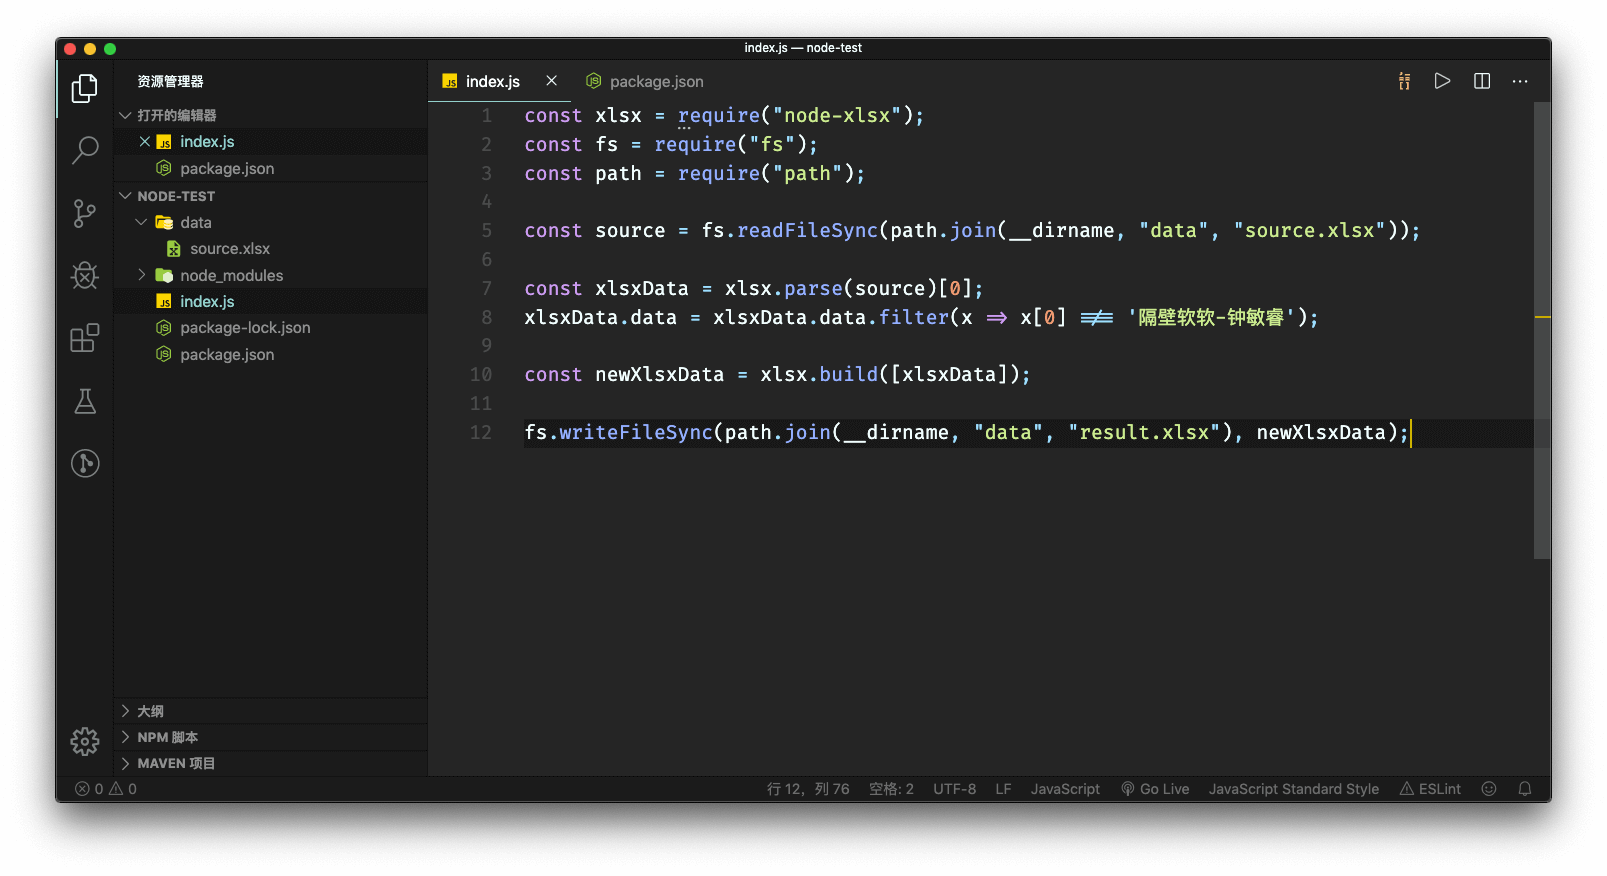 index.js — node-test
资源管理器
打开的编辑器
index.js
package.json
NODE-TEST
data
source.xlsx
node_modules
index.js
package-lock.json
package.json
大纲
NPM 脚本
MAVEN 项目
index.js
package.json
1 const xlsx = require("node-xlsx");
2 const fs = require("fs");
3 const path = require("path");
4
5 const source = fs.readFileSync(path.join(__dirname, "data", "source.xlsx"));
6
7 const xlsxData = xlsx.parse(source)[0];
8 xlsxData.data = xlsxData.data.filter(x => x[0] !== '隔壁软软-钟敏睿');
9
10 const newXlsxData = xlsx.build([xlsxData]);
11
12 fs.writeFileSync(path.join(__dirname, "data", "result.xlsx"), newXlsxData);
0 0 行 12，列 76 空格: 2 UTF-8 LF JavaScript Go Live JavaScript Standard Style ESLint